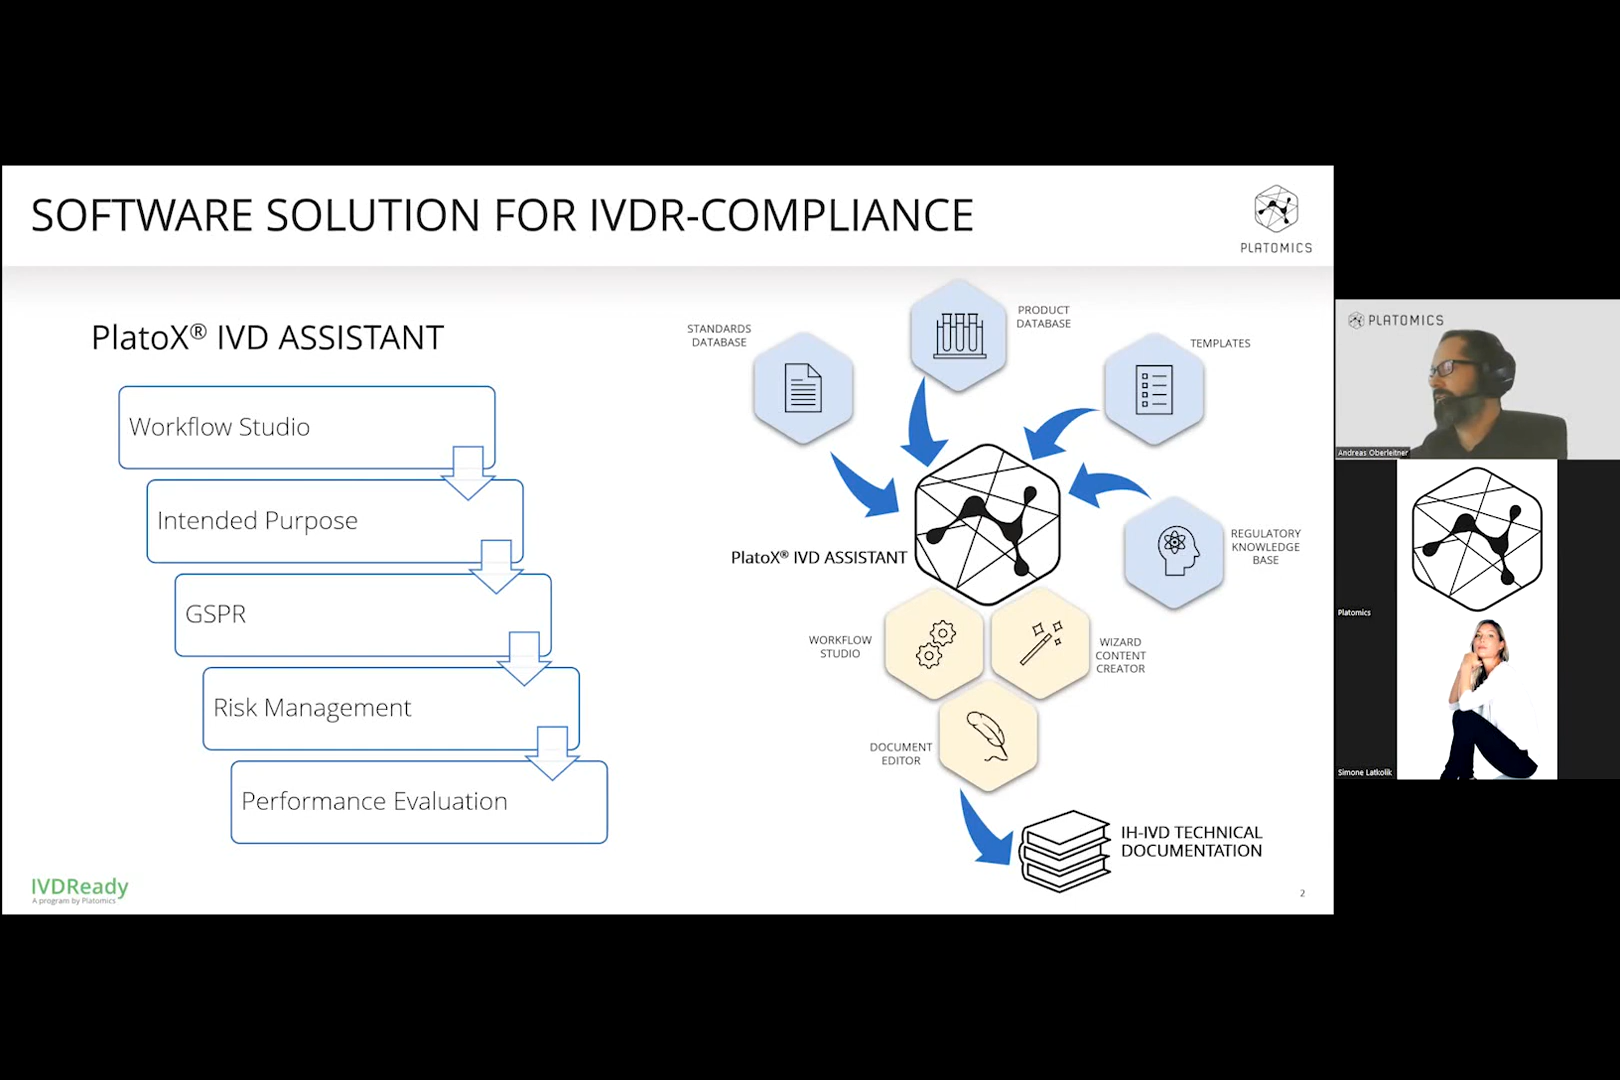 SOFTWARE SOLUTION FOR IVDR-COMPLIANCE
PLATOMICS
PlatoX® IVD ASSISTANT
Workflow Studio
Intended Purpose
GSPR
Risk Management
Performance Evaluation
STANDARDS
DATABASE
PRODUCT
DATABASE
TEMPLATES
REGULATORY
KNOWLEDGE
BASE
PlatoX® IVD ASSISTANT
WORKFLOW
STUDIO
WIZARD
CONTENT
CREATOR
DOCUMENT
EDITOR
IH-IVD TECHNICAL
DOCUMENTATION
IVDReady
A program by Platomics
2
PLATOMICS
Andreas Oberleitner
Platomics
Simone Latkolik